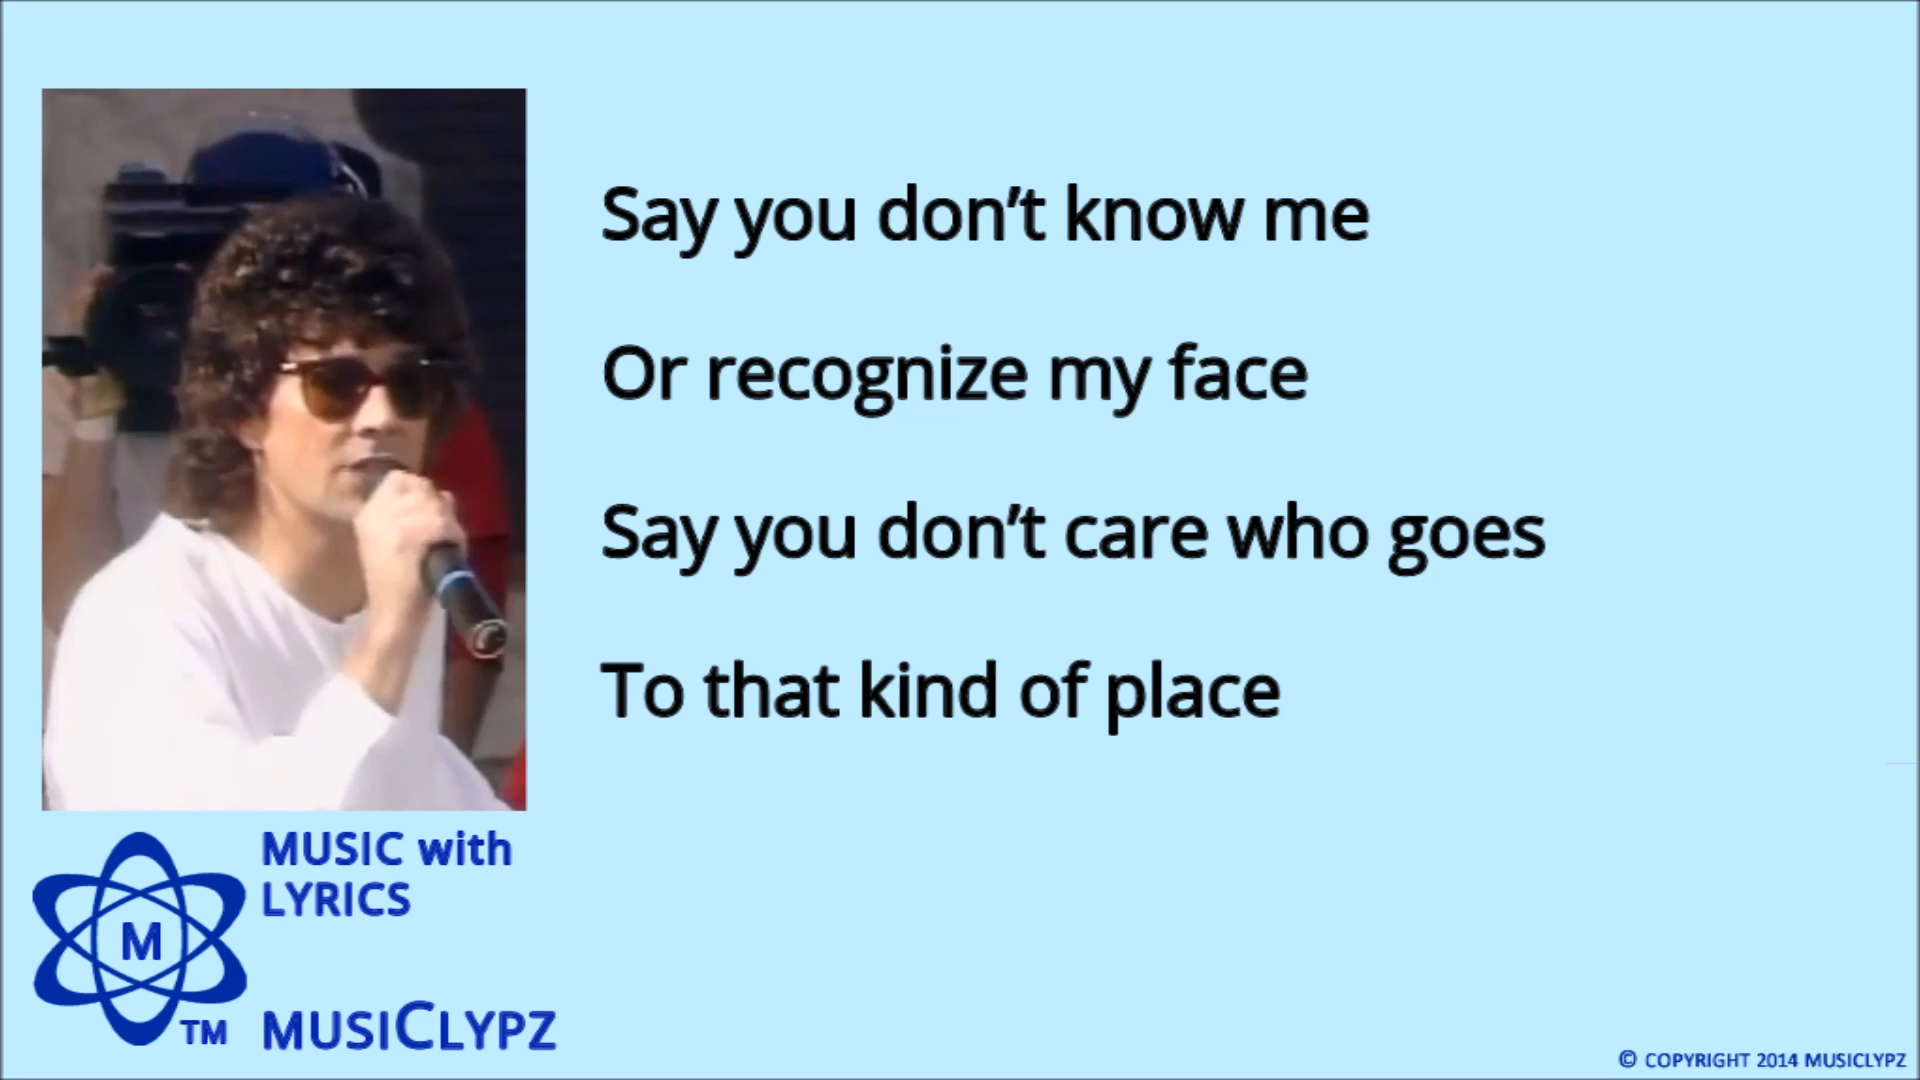 Say you don’t know me
Or recognize my face
Say you don’t care who goes
To that kind of place
MUSIC with
LYRICS
M
TM
MUSICLYPZ
© COPYRIGHT 2014 MUSICLYPZ